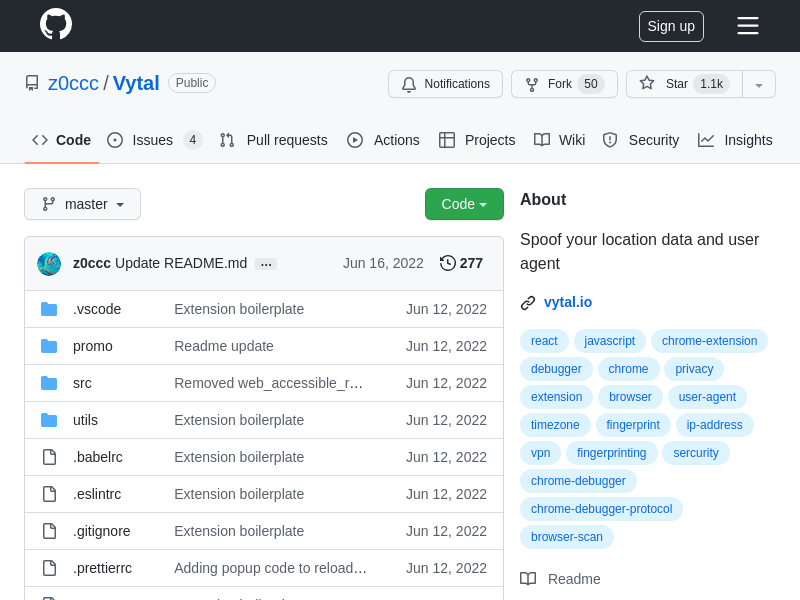 Sign up
z0ccc / Vytal Public
Notifications Fork 50 Star 1.1k
Code Issues 4 Pull requests Actions Projects Wiki Security Insights
master Code
z0ccc Update README.md ... Jun 16, 2022 277
.vscode Extension boilerplate Jun 12, 2022
promo Readme update Jun 12, 2022
src Removed web_accessible_r… Jun 12, 2022
utils Extension boilerplate Jun 12, 2022
.babelrc Extension boilerplate Jun 12, 2022
.eslintrc Extension boilerplate Jun 12, 2022
.gitignore Extension boilerplate Jun 12, 2022
.prettierrc Adding popup code to reload… Jun 12, 2022
About
Spoof your location data and user
agent
vytal.io
react javascript chrome-extension
debugger chrome privacy
extension browser user-agent
timezone fingerprint ip-address
vpn fingerprinting sercurity
chrome-debugger
chrome-debugger-protocol
browser-scan
Readme